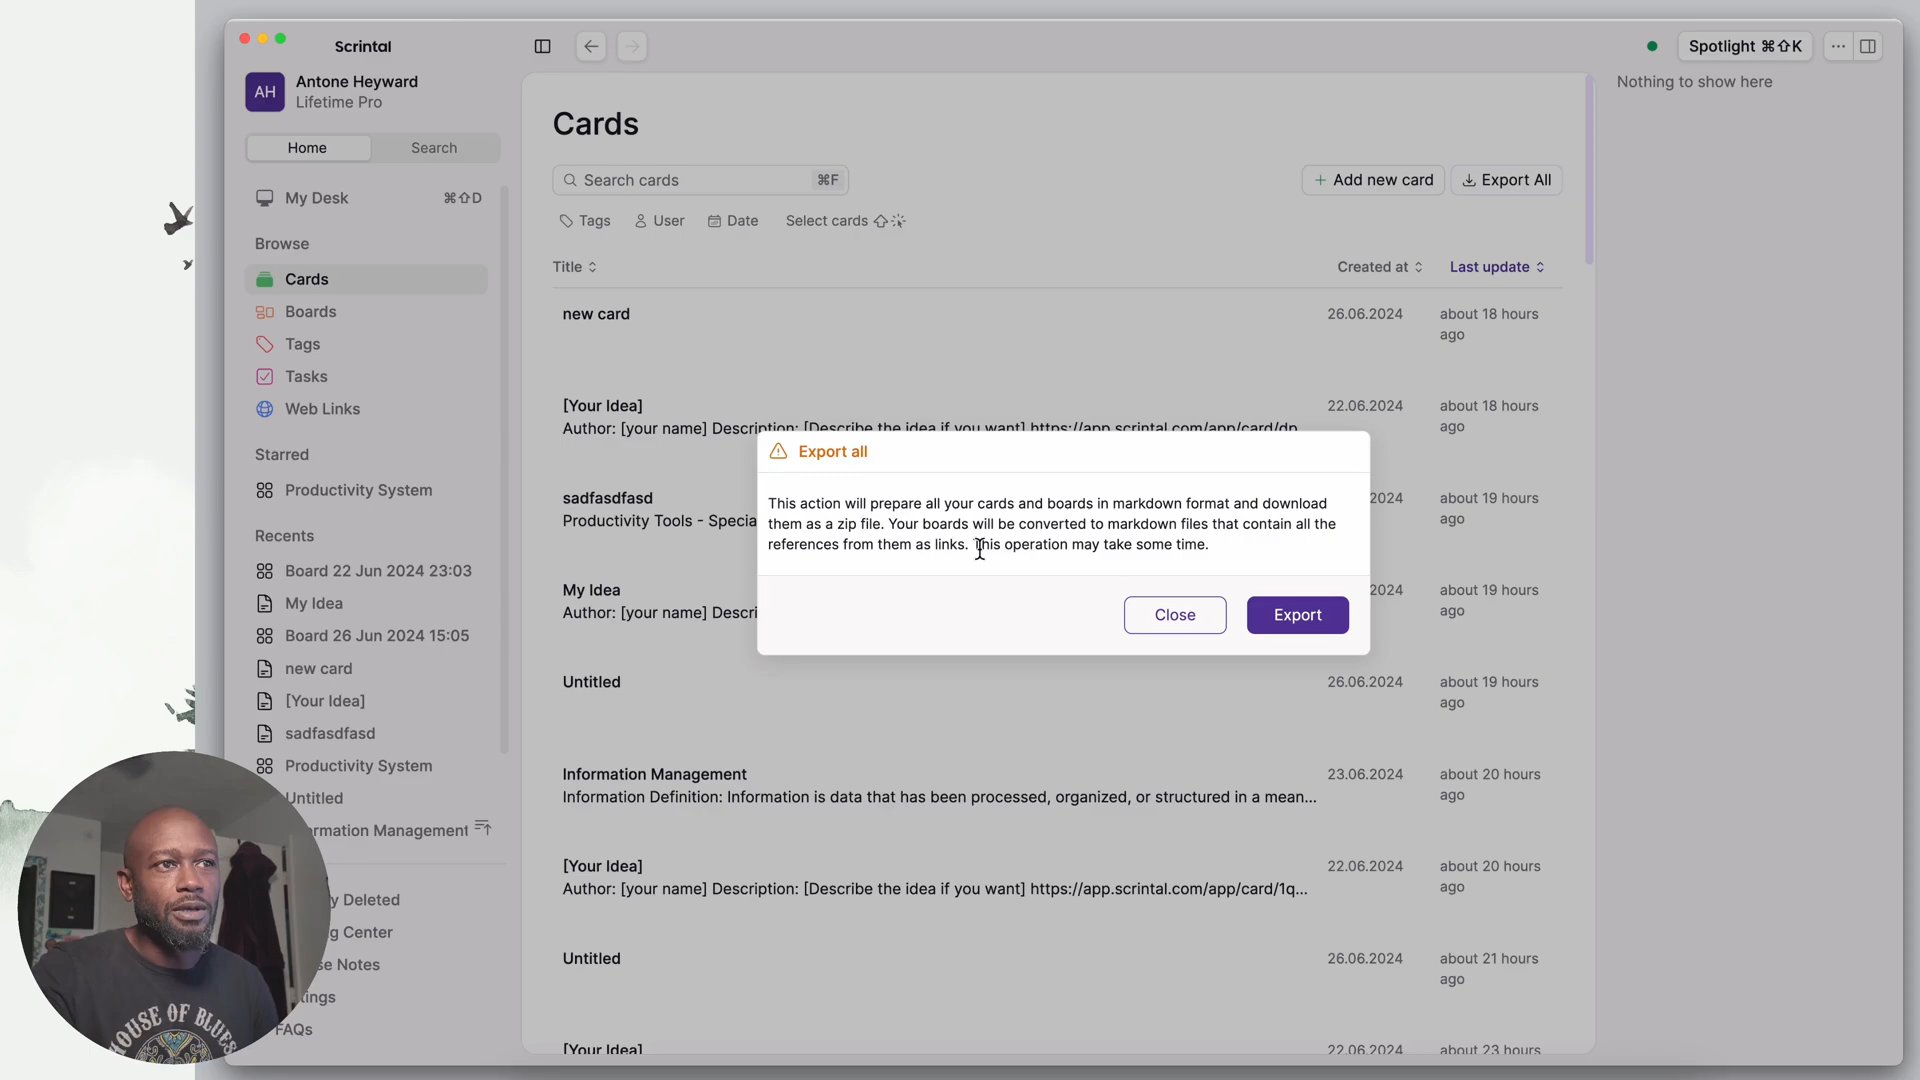 Scrintal
Spotlight ⌘⇧K
AH
Antone Heyward
Lifetime Pro
Nothing to show here
Home
Search
My Desk
⌘⇧D
Browse
Cards
Boards
Tags
Tasks
Web Links
Starred
Productivity System
Recents
Board 22 Jun 2024 23:03
My Idea
Board 26 Jun 2024 15:05
new card
[Your Idea]
sadfasdfasd
Productivity System
Untitled
rmation Management
y Deleted
g Center
se Notes
tings
FAQs
Cards
Search cards
⌘F
+ Add new card
Export All
Tags
User
Date
Select cards
Title
Created at
Last update
new card
26.06.2024
about 18 hours
ago
[Your Idea]
22.06.2024
about 18 hours
Author: [your name] Description: [Describe the idea if you want] https://app.scrintal.com/app/card/dp
ago
Export all
This action will prepare all your cards and boards in markdown format and download
them as a zip file. Your boards will be converted to markdown files that contain all the
references from them as links. This operation may take some time.
Close
Export
sadfasdfasd
2024
about 19 hours
Productivity Tools - Specia
ago
My Idea
2024
about 19 hours
Author: [your name] Descri
ago
Untitled
26.06.2024
about 19 hours
ago
Information Management
23.06.2024
about 20 hours
Information Definition: Information is data that has been processed, organized, or structured in a mean...
ago
[Your Idea]
22.06.2024
about 20 hours
Author: [your name] Description: [Describe the idea if you want] https://app.scrintal.com/app/card/1q...
ago
Untitled
26.06.2024
about 21 hours
ago
[Your Idea]
22.06.2024
about 23 hours
HOUSE OF BLUES